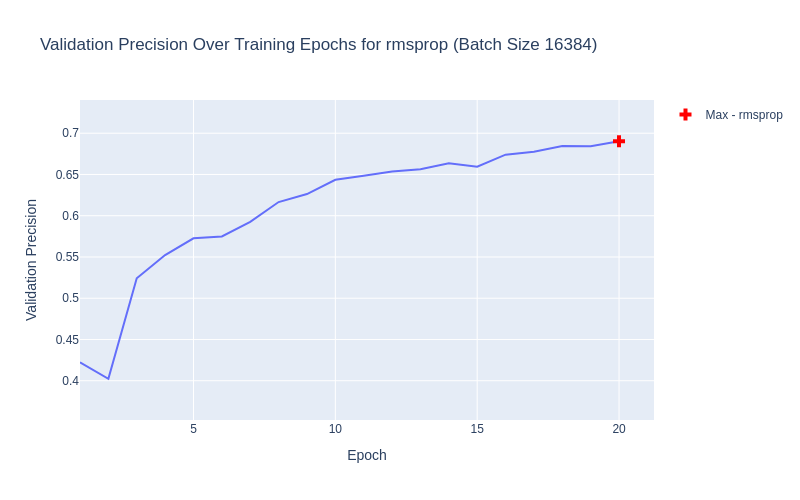 Validation Precision Over Training Epochs for rmsprop (Batch Size 16384)
Max - rmsprop
0.7
0.65
0.6
0.55
0.5
0.45
0.4
Validation Precision
5
10
15
20
Epoch